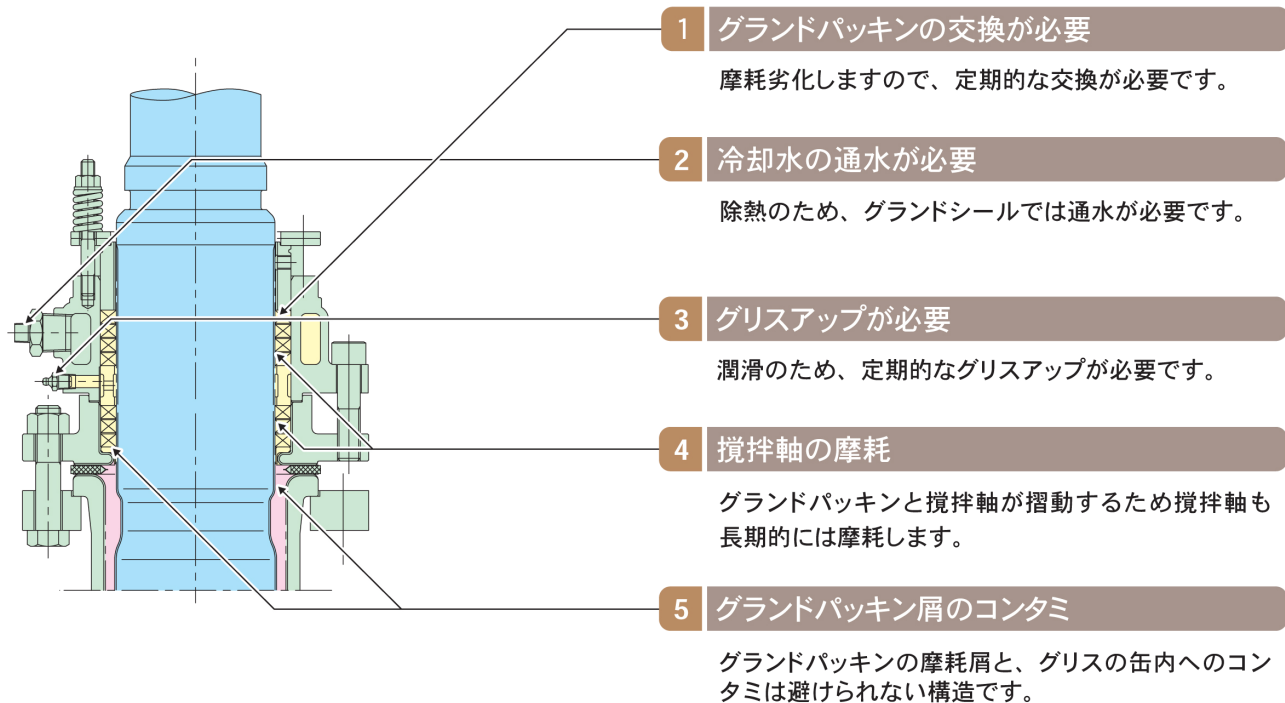 1 グランドパッキンの交換が必要
摩耗劣化しますので、定期的な交換が必要です。
2 冷却水の通水が必要
除熱のため、グランドシールでは通水が必要です。
3 グリスアップが必要
潤滑のため、定期的なグリスアップが必要です。
4 撹拌軸の摩耗
グランドパッキンと撹拌軸が摺動するため撹拌軸も
長期的には摩耗します。
5 グランドパッキン屑のコンタミ
グランドパッキンの摩耗屑と、グリスの缶内へのコン
タミは避けられない構造です。